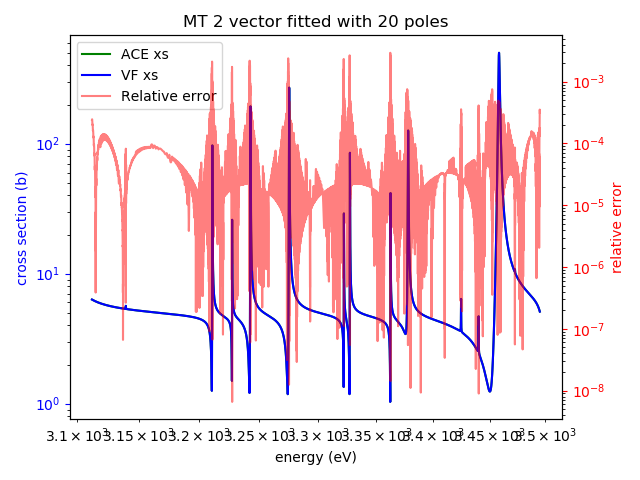 MT 2 vector fitted with 20 poles
ACE xs
VF xs
Relative error
10² 10¹ 10⁰
cross section (b)
10⁻³ 10⁻⁴ 10⁻⁵ 10⁻⁶ 10⁻⁷ 10⁻⁸
relative error
3.1 × 10³ 3.15 × 10³ 3.2 × 10³ 3.25 × 10³ 3.3 × 10³ 3.35 × 10³ 3.4 × 10³ 3.45 × 10³ 3.5 × 10³
energy (eV)